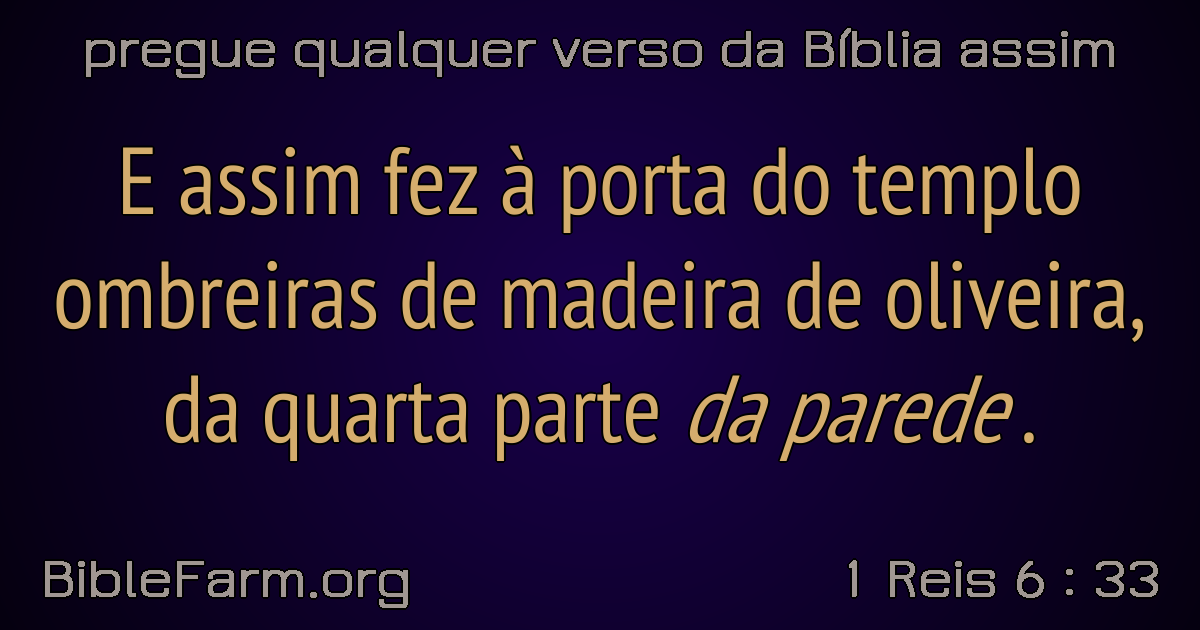 pregue qualquer verso da Bíblia assim
E assim fez à porta do templo
ombreiras de madeira de oliveira,
da quarta parte da parede .
BibleFarm.org
1 Reis 6 : 33